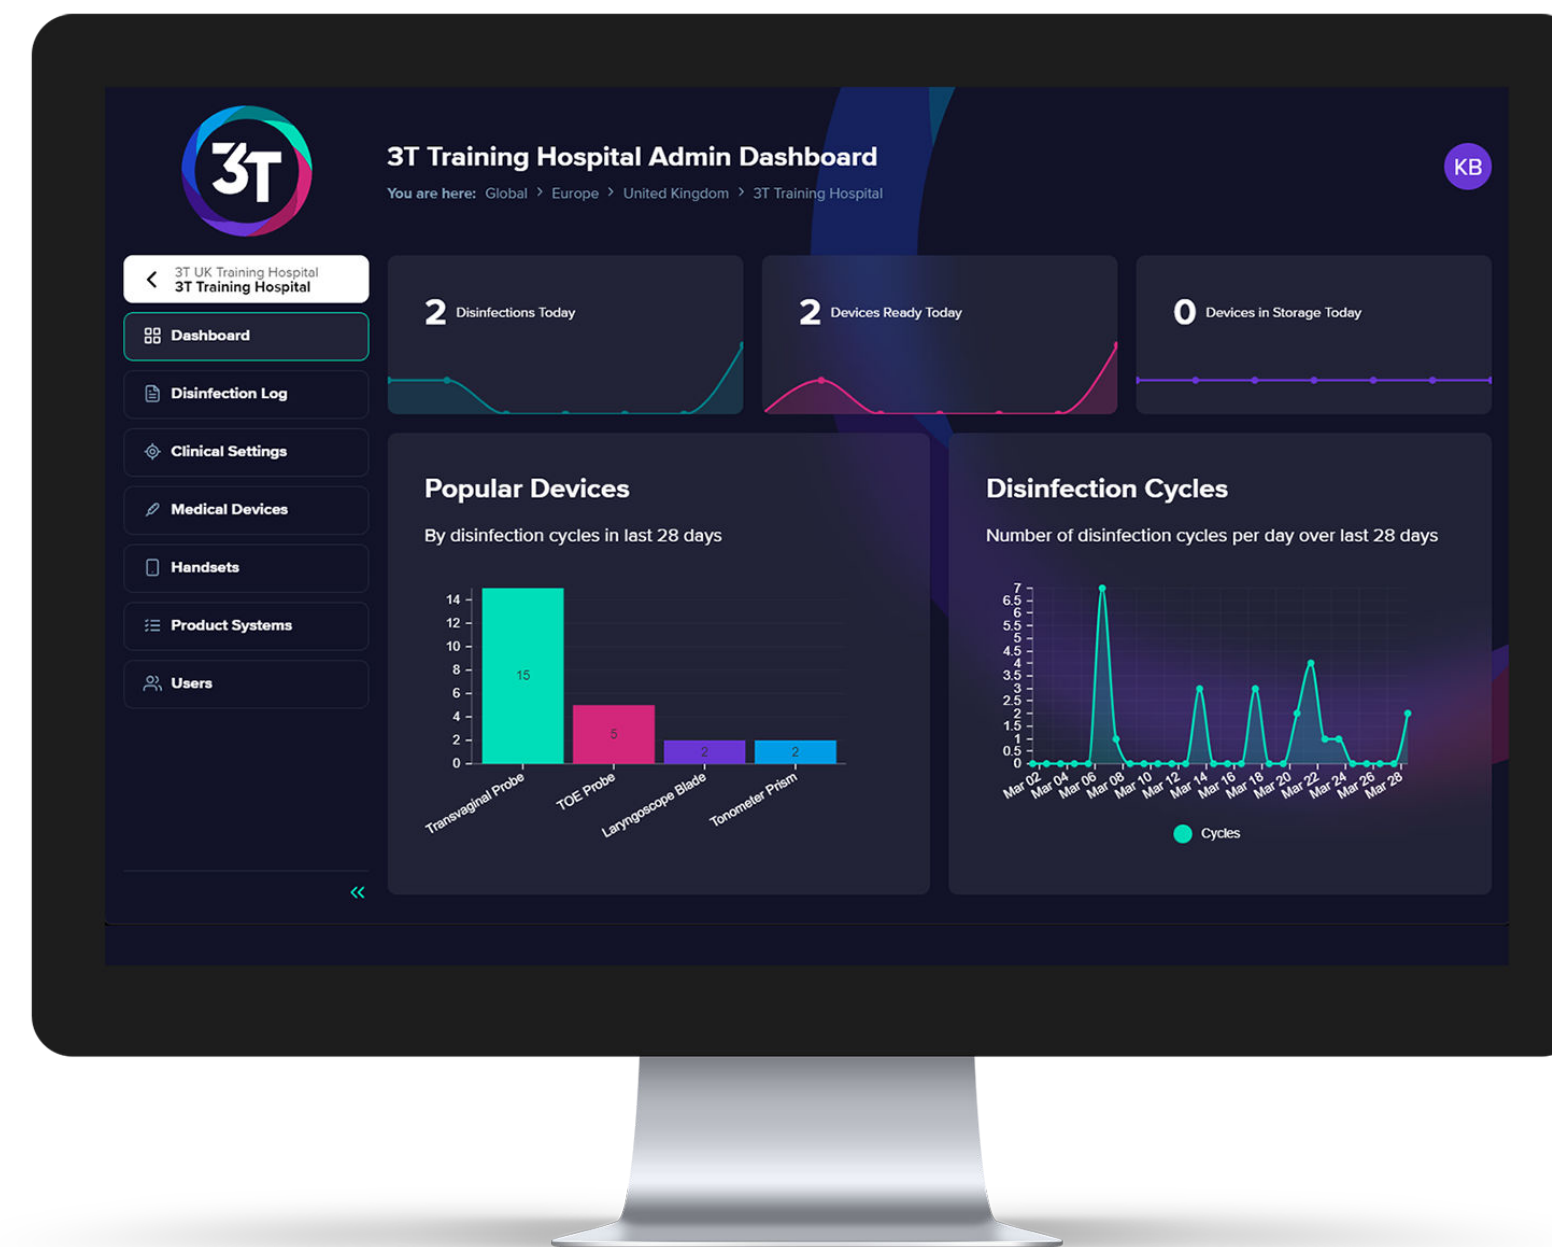 3T
3T Training Hospital Admin Dashboard
You are here: Global > Europe > United Kingdom > 3T Training Hospital
KB
3T UK Training Hospital
3T Training Hospital
Dashboard
Disinfection Log
Clinical Settings
Medical Devices
Handsets
Product Systems
Users
2 Disinfections Today
2 Devices Ready Today
0 Devices in Storage Today
Popular Devices
By disinfection cycles in last 28 days
14
12
10
8
6
4
2
0
15
5
2
2
Transvaginal Probe
TOE Probe
Laryngoscope Blade
Tonometer Prism
Disinfection Cycles
Number of disinfection cycles per day over last 28 days
7
6.5
6
5.5
5
4.5
4
3.5
3
2.5
2
1.5
1
0.5
0
Mar 02
Mar 04
Mar 06
Mar 08
Mar 10
Mar 12
Mar 14
Mar 16
Mar 18
Mar 20
Mar 22
Mar 24
Mar 26
Mar 28
Cycles